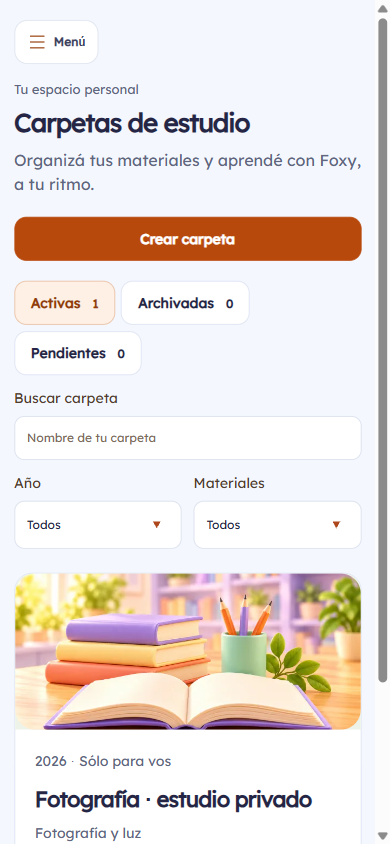 Menú
Tu espacio personal
Carpetas de estudio
Organizá tus materiales y aprendé con Foxy,
a tu ritmo.
Crear carpeta
Activas 1
Archivadas 0
Pendientes 0
Buscar carpeta
Nombre de tu carpeta
Año Materiales
Todos Todos
2026 · Sólo para vos
Fotografía · estudio privado
Fotografía y luz